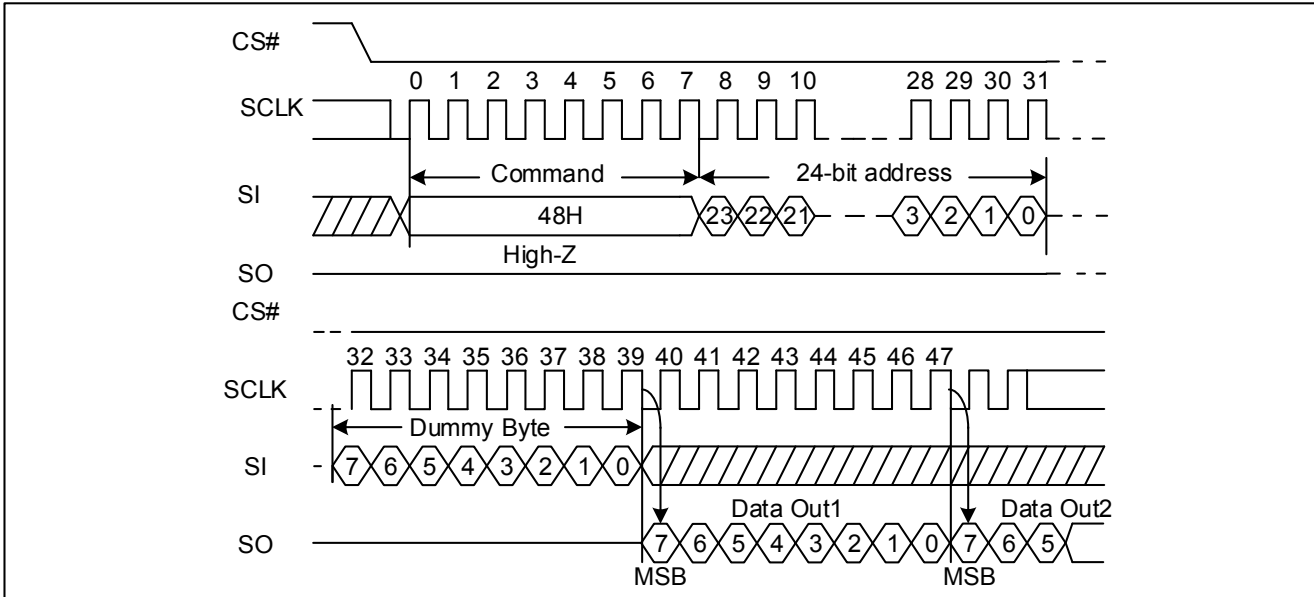 CS#
0 1 2 3 4 5 6 7 8 9 10 28 29 30 31
SCLK
Command 24-bit address
SI
48H 23 22 21 3 2 1 0
High-Z
SO
CS#
32 33 34 35 36 37 38 39 40 41 42 43 44 45 46 47
SCLK
Dummy Byte
SI 7 6 5 4 3 2 1 0
Data Out1 Data Out2
SO 7 6 5 4 3 2 1 0 7 6 5
MSB MSB